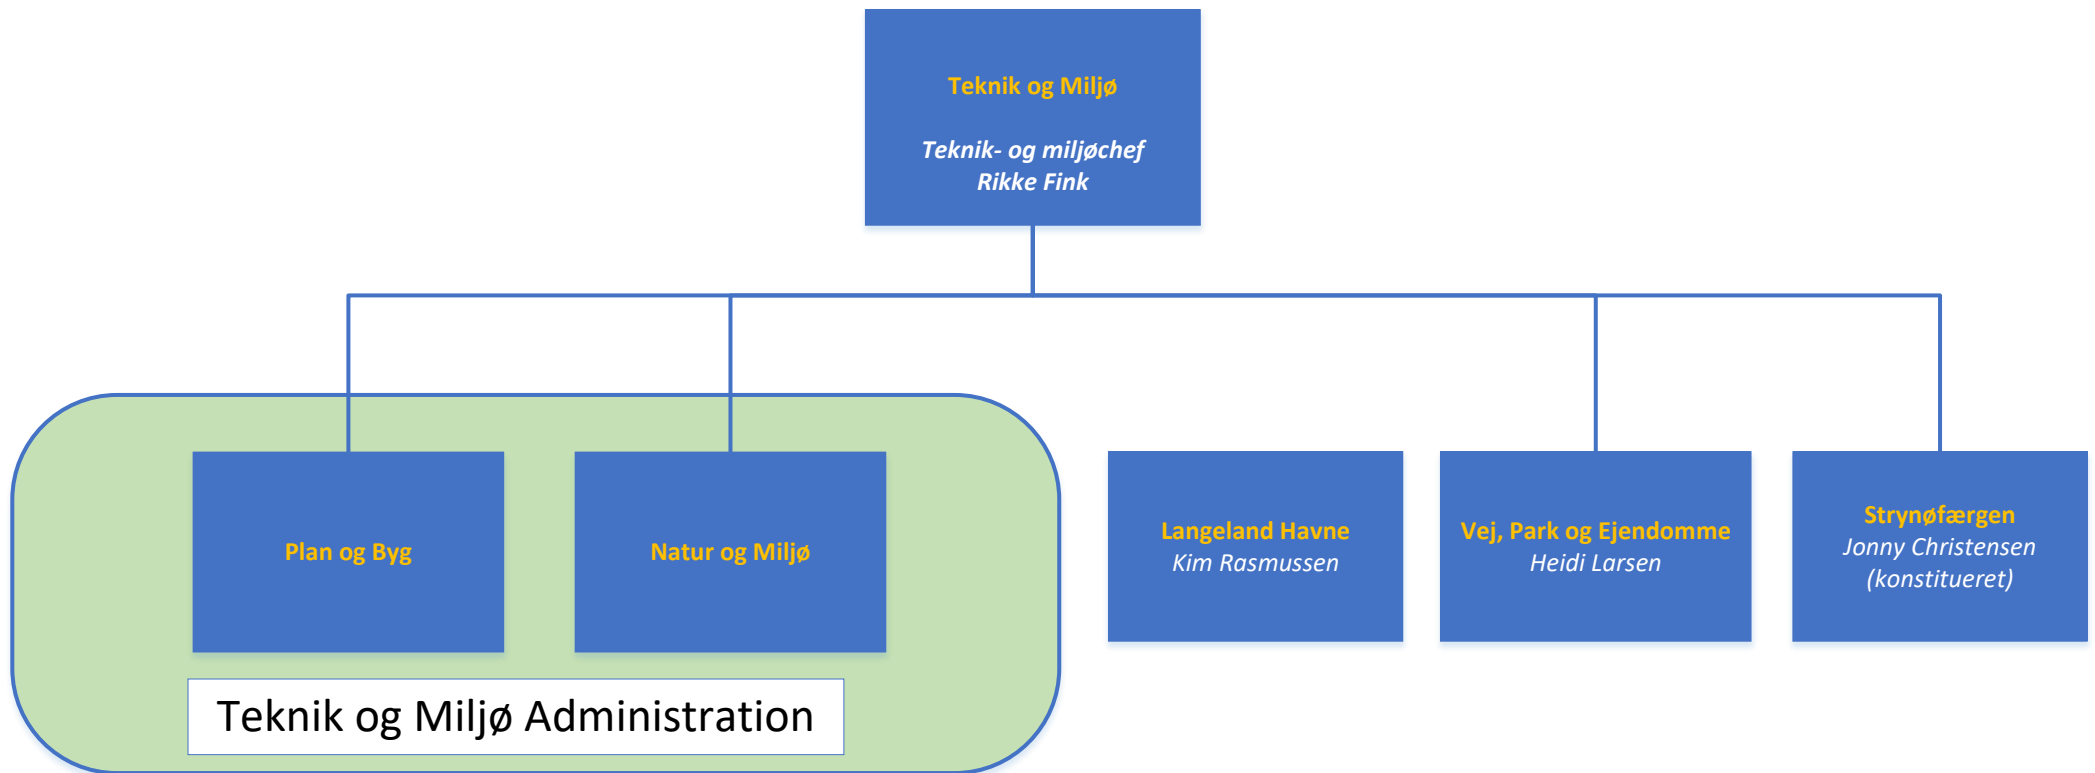 Teknik og Miljø
Teknik- og miljøchef
Rikke Fink
Plan og Byg
Natur og Miljø
Langeland Havne
Kim Rasmussen
Vej, Park og Ejendomme
Heidi Larsen
Strynøfærgen
Jonny Christensen
(konstitueret)
Teknik og Miljø Administration